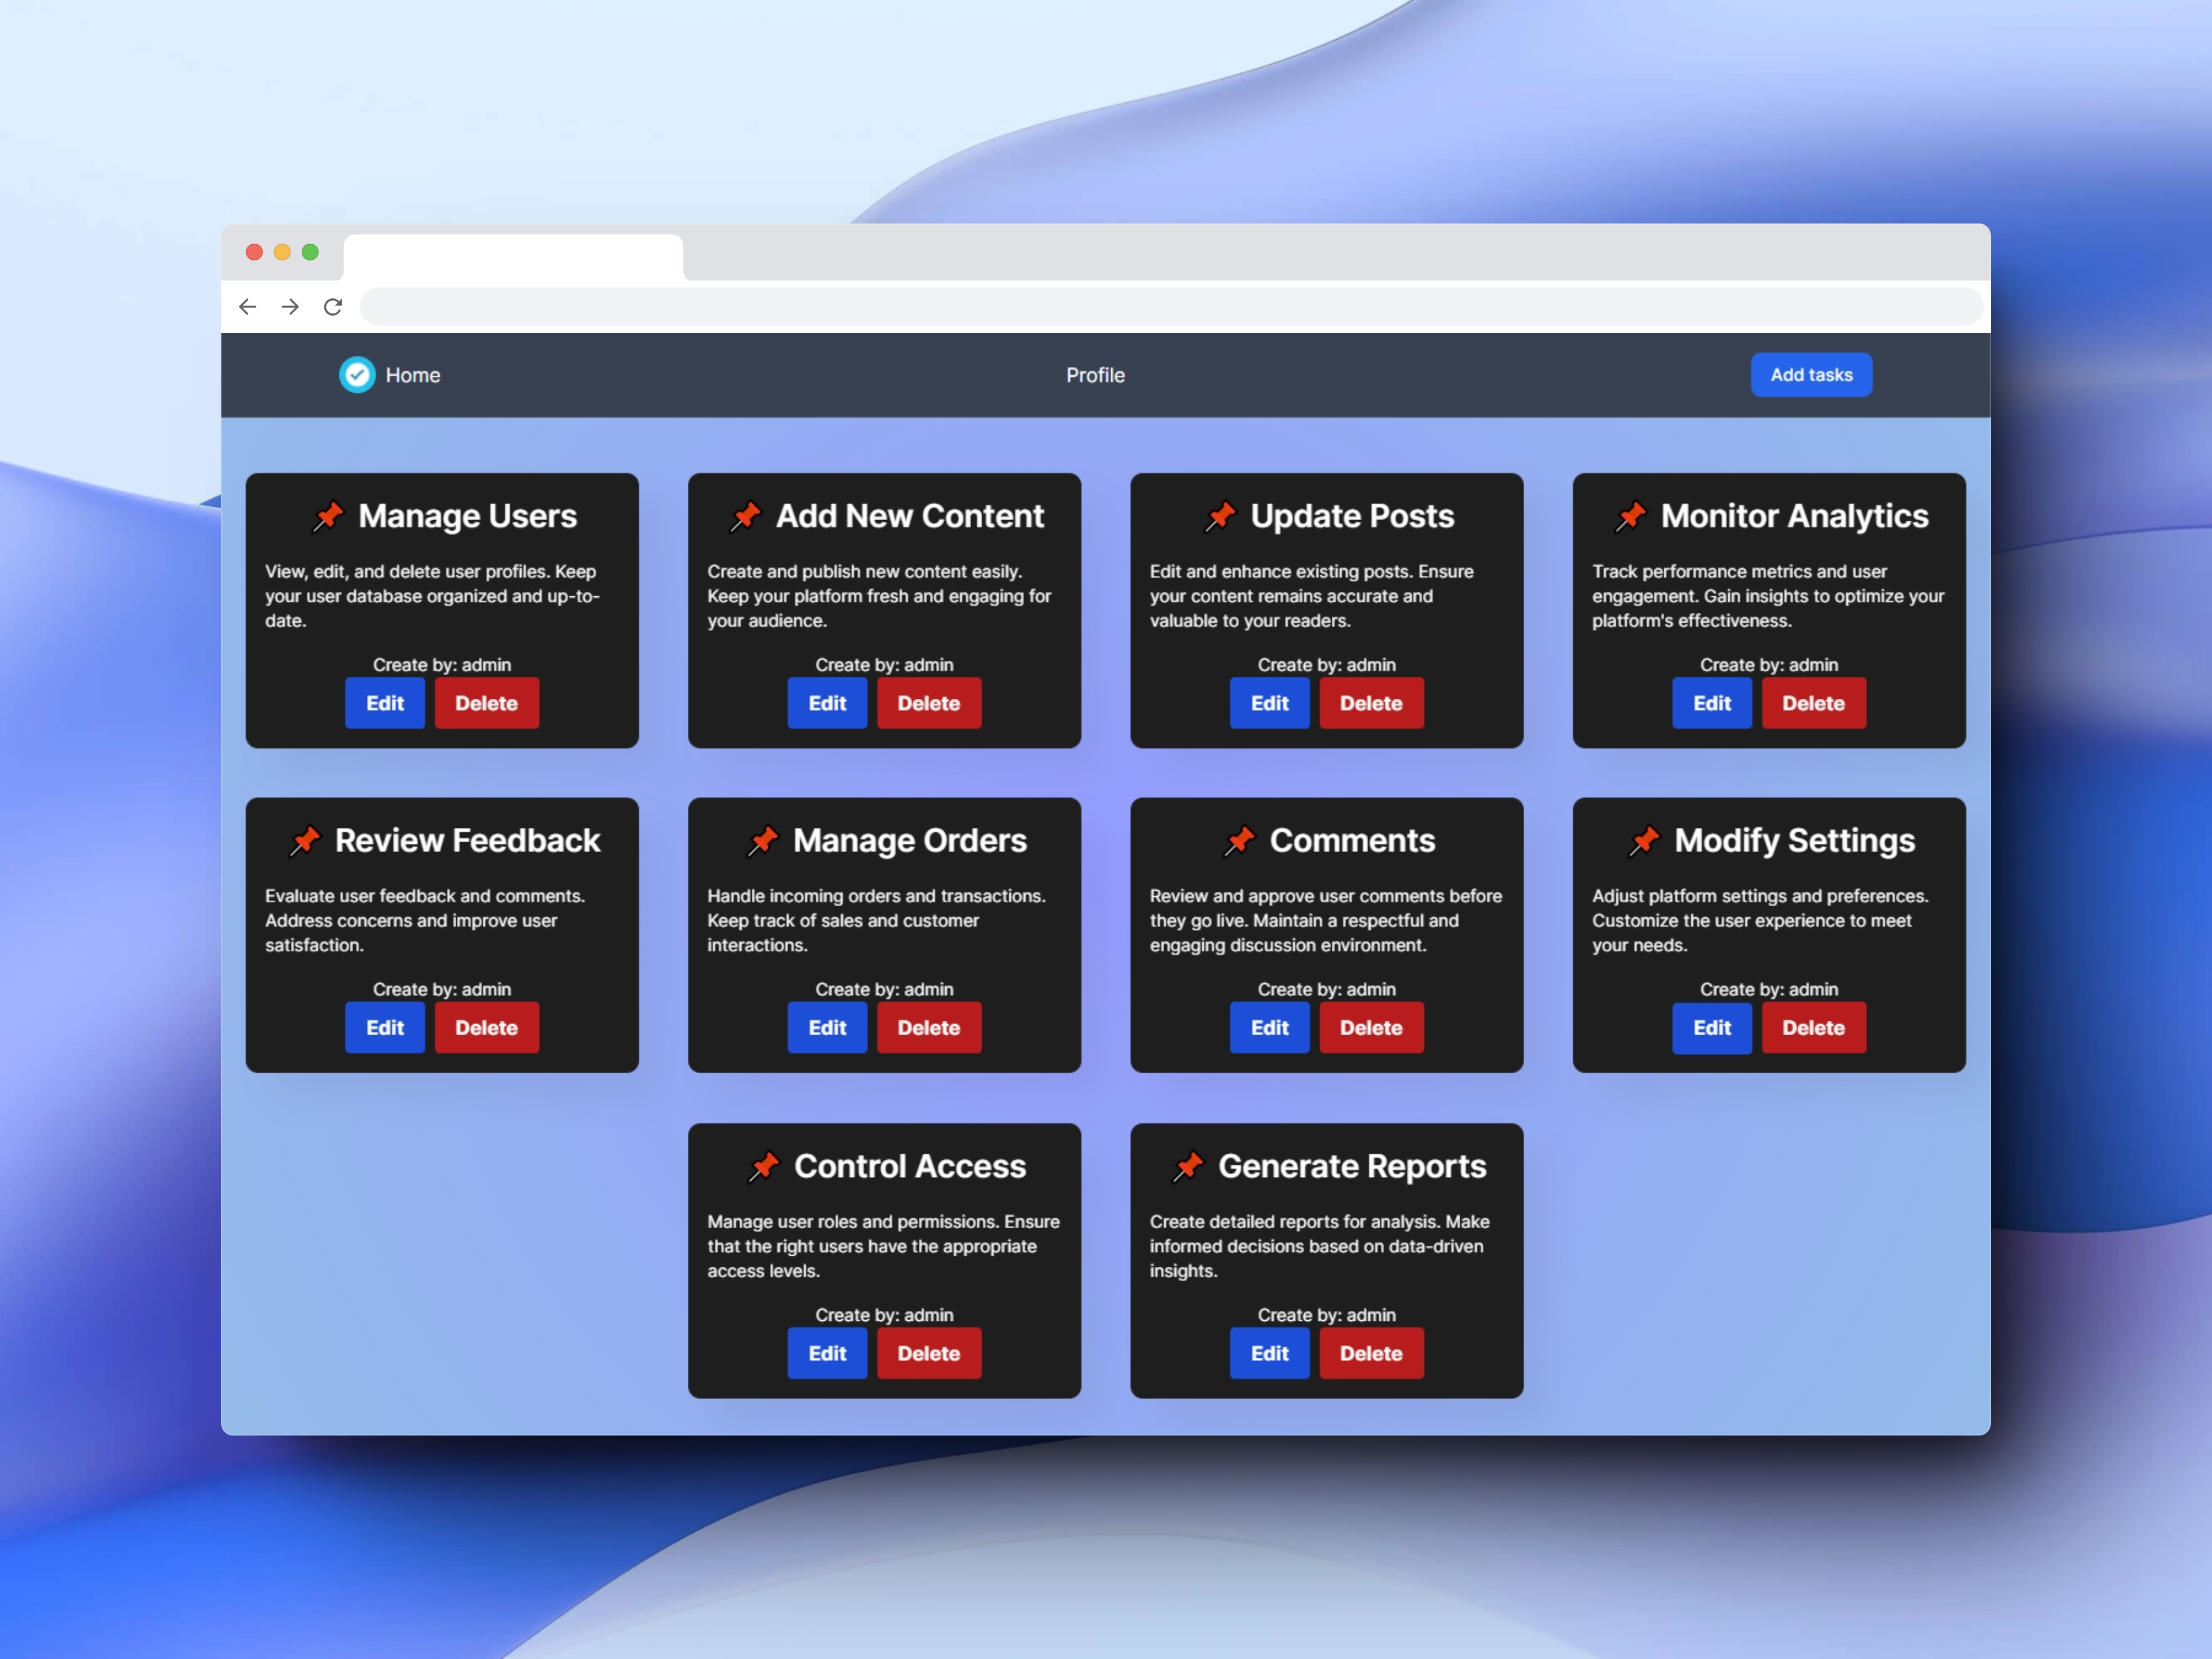 Home
Profile
Add tasks
Manage Users
View, edit, and delete user profiles. Keep
your user database organized and up-to-
date.
Create by: admin
Edit
Delete
Add New Content
Create and publish new content easily.
Keep your platform fresh and engaging for
your audience.
Create by: admin
Edit
Delete
Update Posts
Edit and enhance existing posts. Ensure
your content remains accurate and
valuable to your readers.
Create by: admin
Edit
Delete
Monitor Analytics
Track performance metrics and user
engagement. Gain insights to optimize your
platform's effectiveness.
Create by: admin
Edit
Delete
Review Feedback
Evaluate user feedback and comments.
Address concerns and improve user
satisfaction.
Create by: admin
Edit
Delete
Manage Orders
Handle incoming orders and transactions.
Keep track of sales and customer
interactions.
Create by: admin
Edit
Delete
Comments
Review and approve user comments before
they go live. Maintain a respectful and
engaging discussion environment.
Create by: admin
Edit
Delete
Modify Settings
Adjust platform settings and preferences.
Customize the user experience to meet
your needs.
Create by: admin
Edit
Delete
Control Access
Manage user roles and permissions. Ensure
that the right users have the appropriate
access levels.
Create by: admin
Edit
Delete
Generate Reports
Create detailed reports for analysis. Make
informed decisions based on data-driven
insights.
Create by: admin
Edit
Delete